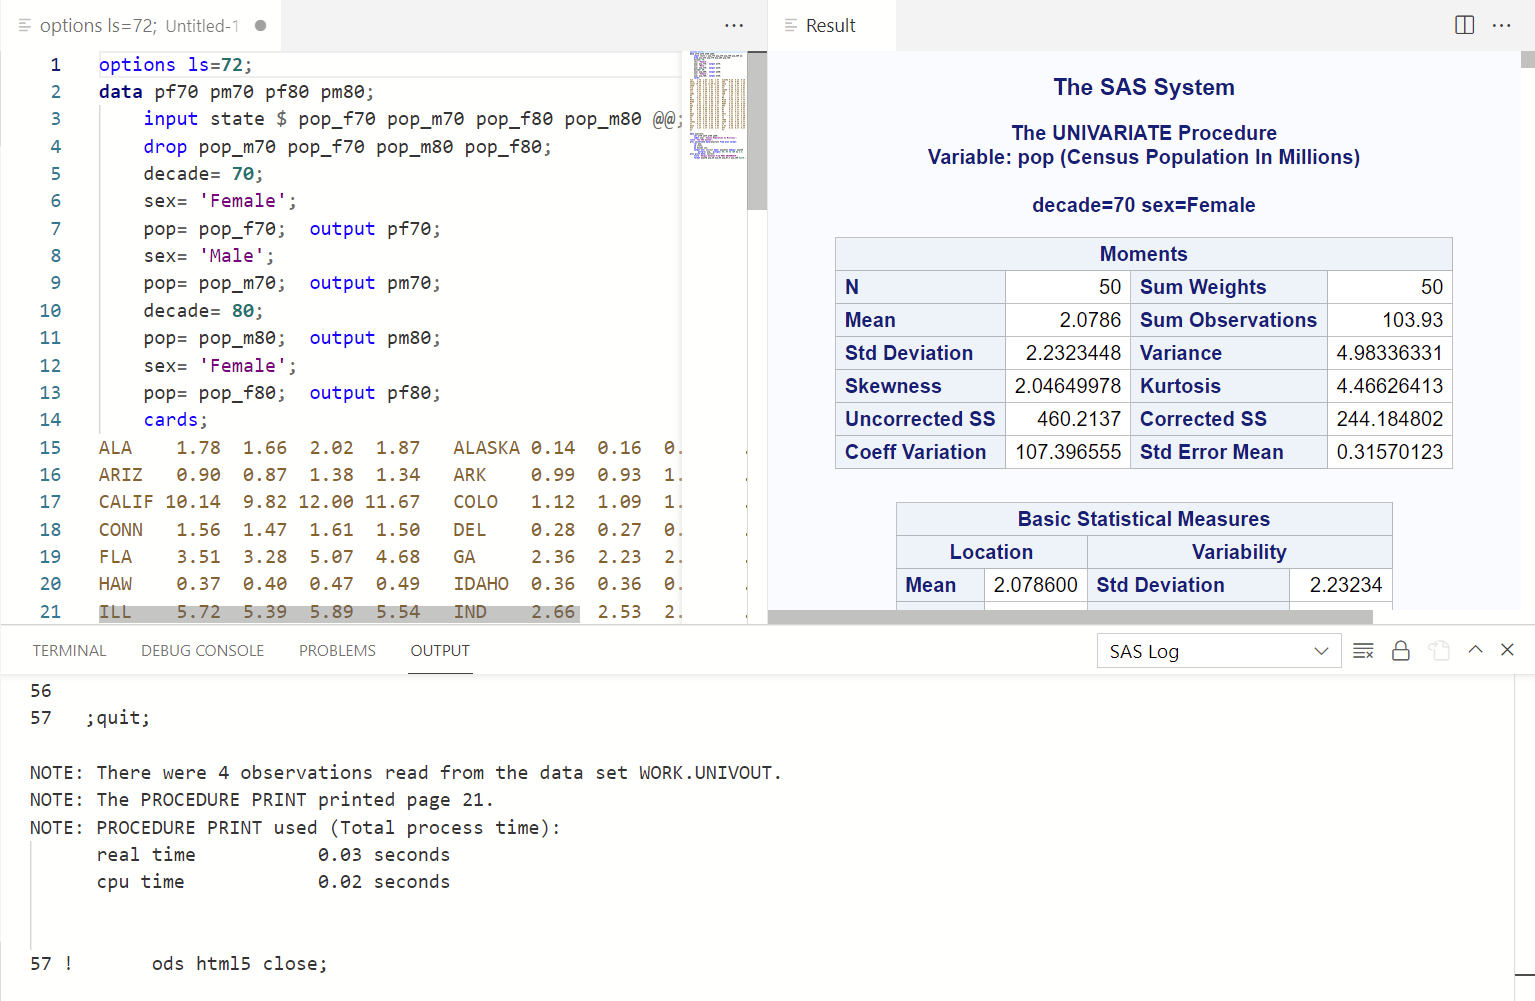 options ls=72; Untitled-1
1 options ls=72;
2 data pf70 pm70 pf80 pm80;
3 input state $ pop_f70 pop_m70 pop_f80 pop_m80 @@;
4 drop pop_m70 pop_f70 pop_m80 pop_f80;
5 decade= 70;
6 sex= 'Female';
7 pop= pop_f70;  output pf70;
8 sex= 'Male';
9 pop= pop_m70;  output pm70;
10 decade= 80;
11 pop= pop_m80;  output pm80;
12 sex= 'Female';
13 pop= pop_f80;  output pf80;
14 cards;
15 ALA 1.78 1.66 2.02 1.87 ALASKA 0.14 0.16 0.
16 ARIZ 0.90 0.87 1.38 1.34 ARK 0.99 0.93 1.
17 CALIF 10.14 9.82 12.00 11.67 COLO 1.12 1.09 1.
18 CONN 1.56 1.47 1.61 1.50 DEL 0.28 0.27 0.
19 FLA 3.51 3.28 5.07 4.68 GA 2.36 2.23 2.
20 HAW 0.37 0.40 0.47 0.49 IDAHO 0.36 0.36 0.
21 ILL 5.72 5.39 5.89 5.54 IND 2.66 2.53 2.
Result
The SAS System
The UNIVARIATE Procedure
Variable: pop (Census Population In Millions)
decade=70 sex=Female
Moments
N 50 Sum Weights 50
Mean 2.0786 Sum Observations 103.93
Std Deviation 2.2323448 Variance 4.98336331
Skewness 2.04649978 Kurtosis 4.46626413
Uncorrected SS 460.2137 Corrected SS 244.184802
Coeff Variation 107.396555 Std Error Mean 0.31570123
Basic Statistical Measures
Location Variability
Mean 2.078600 Std Deviation 2.23234
TERMINAL DEBUG CONSOLE PROBLEMS OUTPUT SAS Log
56
57 ;quit;
NOTE: There were 4 observations read from the data set WORK.UNIVOUT.
NOTE: The PROCEDURE PRINT printed page 21.
NOTE: PROCEDURE PRINT used (Total process time):
real time 0.03 seconds
cpu time 0.02 seconds
57 ! ods html5 close;